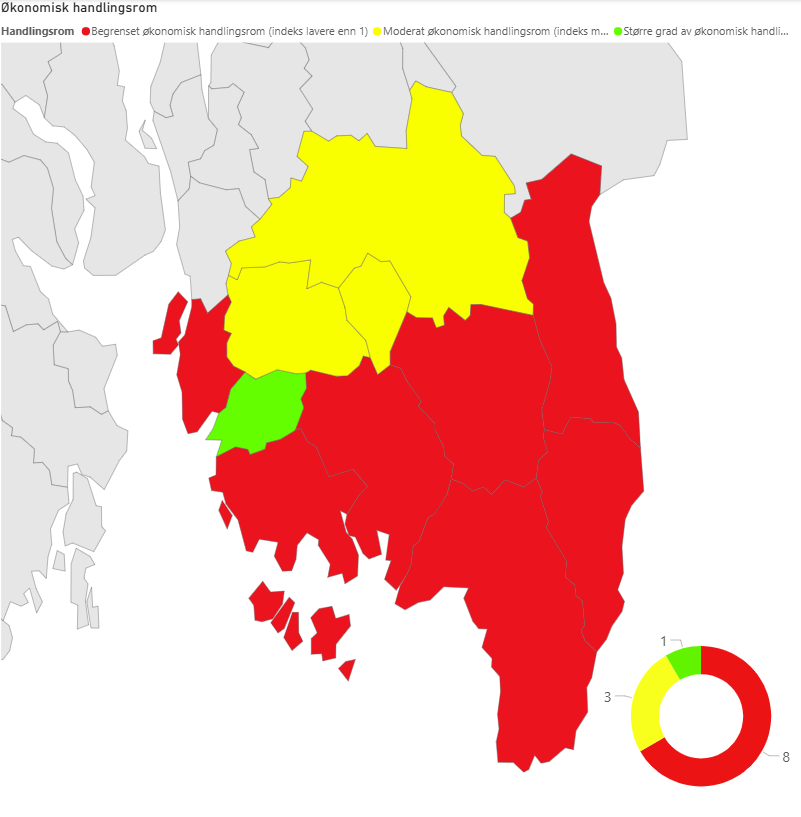 Økonomisk handlingsrom
Handlingsrom Begrenset økonomisk handlingsrom (indeks lavere enn 1) Moderat økonomisk handlingsrom (indeks m... Større grad av økonomisk handli...
1
3
8